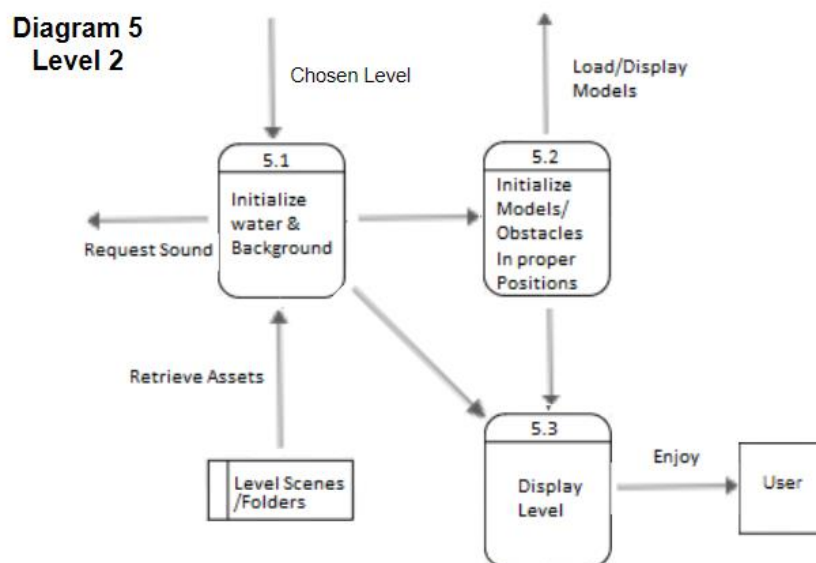 Diagram 5
Level 2
Chosen Level
Load/Display
Models
5.1
Initialize
water &
Background
5.2
Initialize
Models/
Obstacles
In proper
Positions
Request Sound
Retrieve Assets
Level Scenes
/Folders
5.3
Display
Level
Enjoy
User